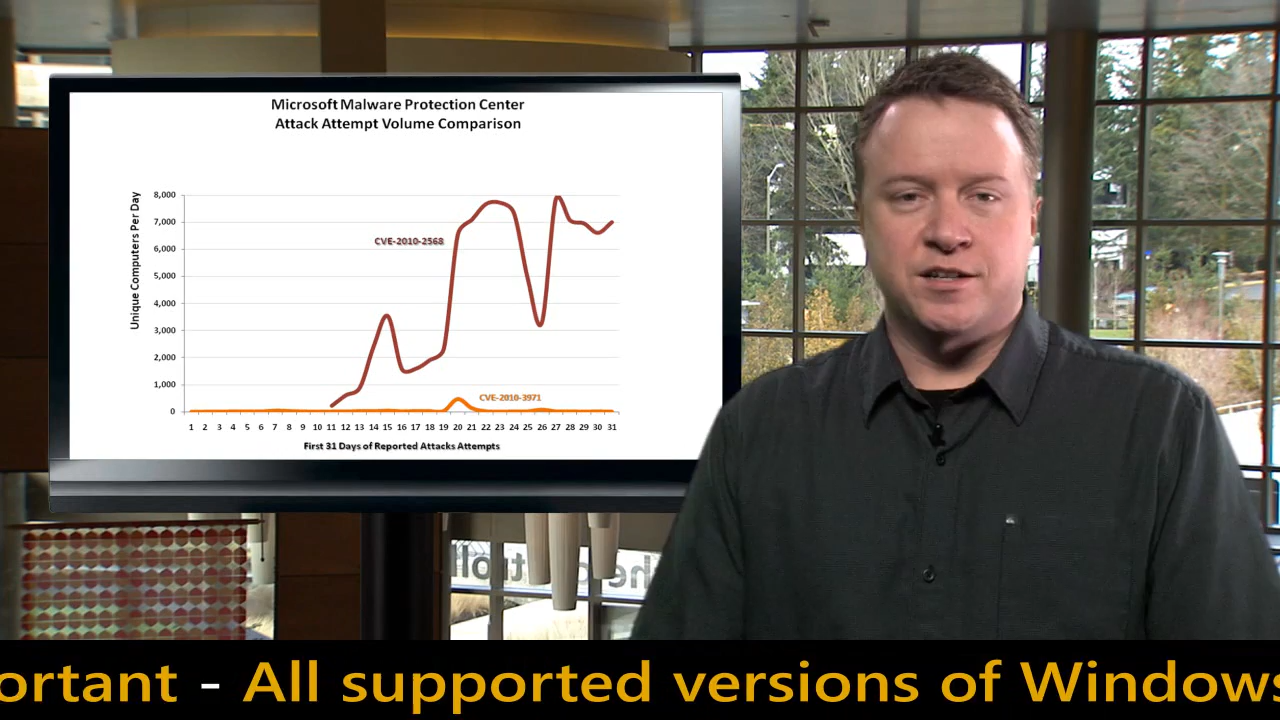 Microsoft Malware Protection Center
Attack Attempt Volume Comparison
Unique Computers Per Day
8,000
7,000
6,000
5,000
4,000
3,000
2,000
1,000
0
CVE-2010-2568
CVE-2010-3971
1 2 3 4 5 6 7 8 9 10 11 12 13 14 15 16 17 18 19 20 21 22 23 24 25 26 27 28 29 30 31
First 31 Days of Reported Attacks Attempts
ortant - All supported versions of Windows